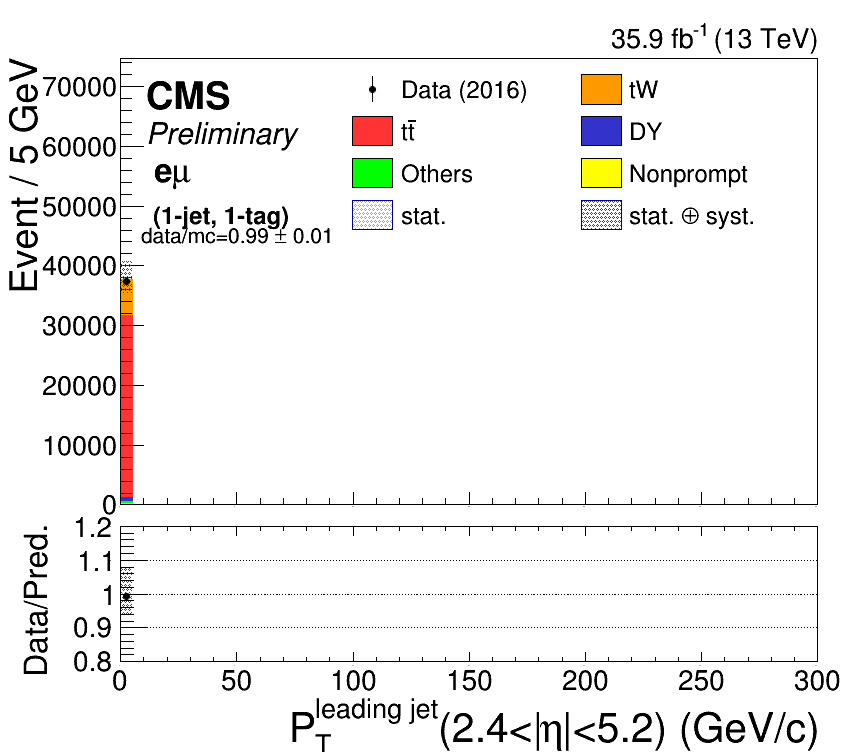 35.9 fb⁻¹ (13 TeV)
Event / 5 GeV
70000
60000
50000
40000
30000
20000
10000
0
CMS
Preliminary
eμ
(1-jet, 1-tag)
data/mc=0.99 ± 0.01
Data (2016)
tW
tt̄
DY
Others
Nonprompt
stat.
stat. ⊕ syst.
Data/Pred.
1.2
1.1
1
0.9
0.8
0 50 100 150 200 250 300
P_T^leading jet (2.4<|η|<5.2) (GeV/c)